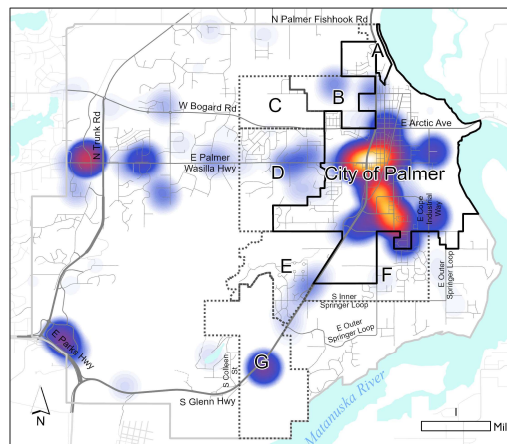 N Palmer Fishhook Rd
A
W Bogard Rd
C
B
E Arctic Ave
N Trunk Rd
E Palmer
Wasilla Hwy
D
City of Palmer
E Cope
Industrial
Way
E
F
E Outer
Springer Loop
S Inner
Springer Loop
E Outer
Springer Loop
E Parks Hwy
G
S Colleen
St
S Glenn Hwy
Matanuska River
N
Mil